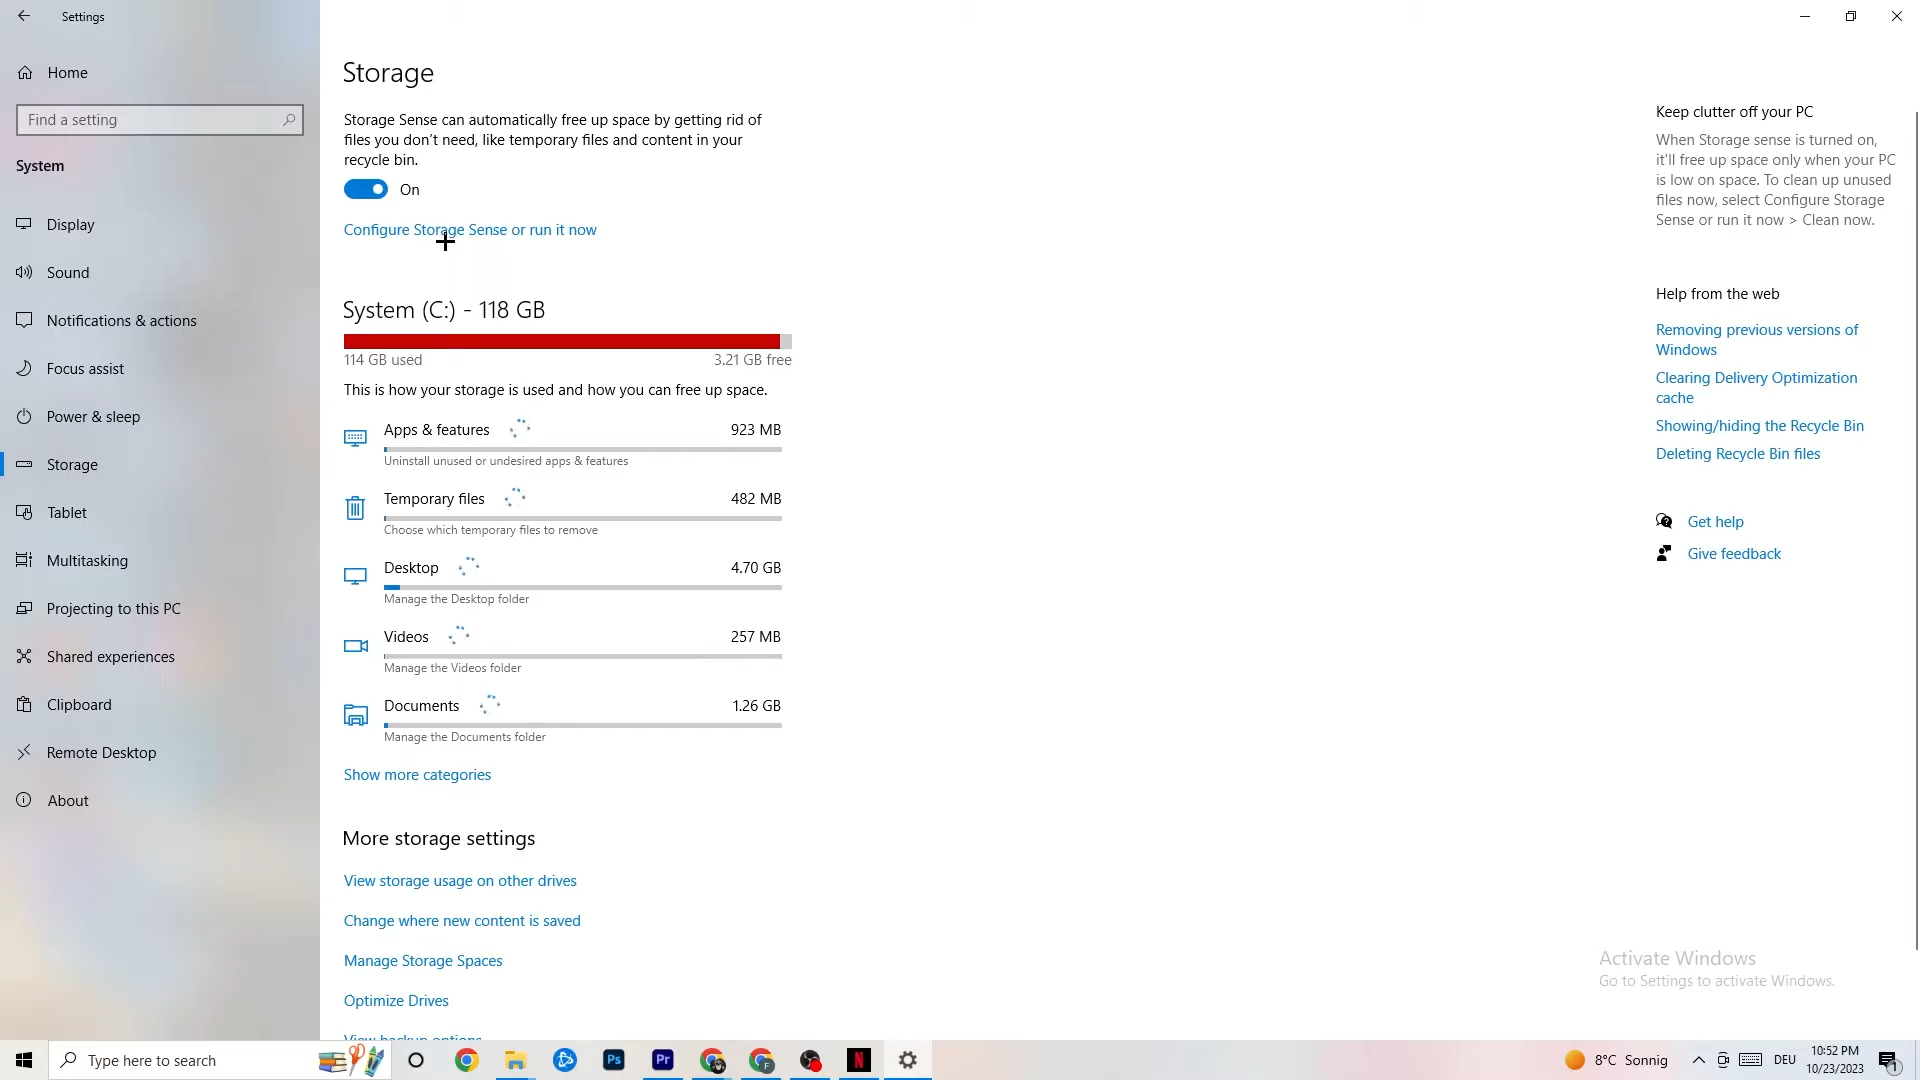 Settings
Home
Find a setting
System
Display
Sound
Notifications & actions
Focus assist
Power & sleep
Storage
Tablet
Multitasking
Projecting to this PC
Shared experiences
Clipboard
Remote Desktop
About
Storage
Storage Sense can automatically free up space by getting rid of
files you don't need, like temporary files and content in your
recycle bin.
On
Configure Storage Sense or run it now
System (C:) - 118 GB
114 GB used 3.21 GB free
This is how your storage is used and how you can free up space.
Apps & features 923 MB
Uninstall unused or undesired apps & features
Temporary files 482 MB
Choose which temporary files to remove
Desktop 4.70 GB
Manage the Desktop folder
Videos 257 MB
Manage the Videos folder
Documents 1.26 GB
Manage the Documents folder
Show more categories
More storage settings
View storage usage on other drives
Change where new content is saved
Manage Storage Spaces
Optimize Drives
View backup options
Keep clutter off your PC
When Storage sense is turned on,
it'll free up space only when your PC
is low on space. To clean up unused
files now, select Configure Storage
Sense or run it now > Clean now.
Help from the web
Removing previous versions of
Windows
Clearing Delivery Optimization
cache
Showing/hiding the Recycle Bin
Deleting Recycle Bin files
Get help
Give feedback
Activate Windows
Go to Settings to activate Windows.
Type here to search
Ps
Pr
F
N
8°C Sonnig
DEU
10:52 PM
10/23/2023
1